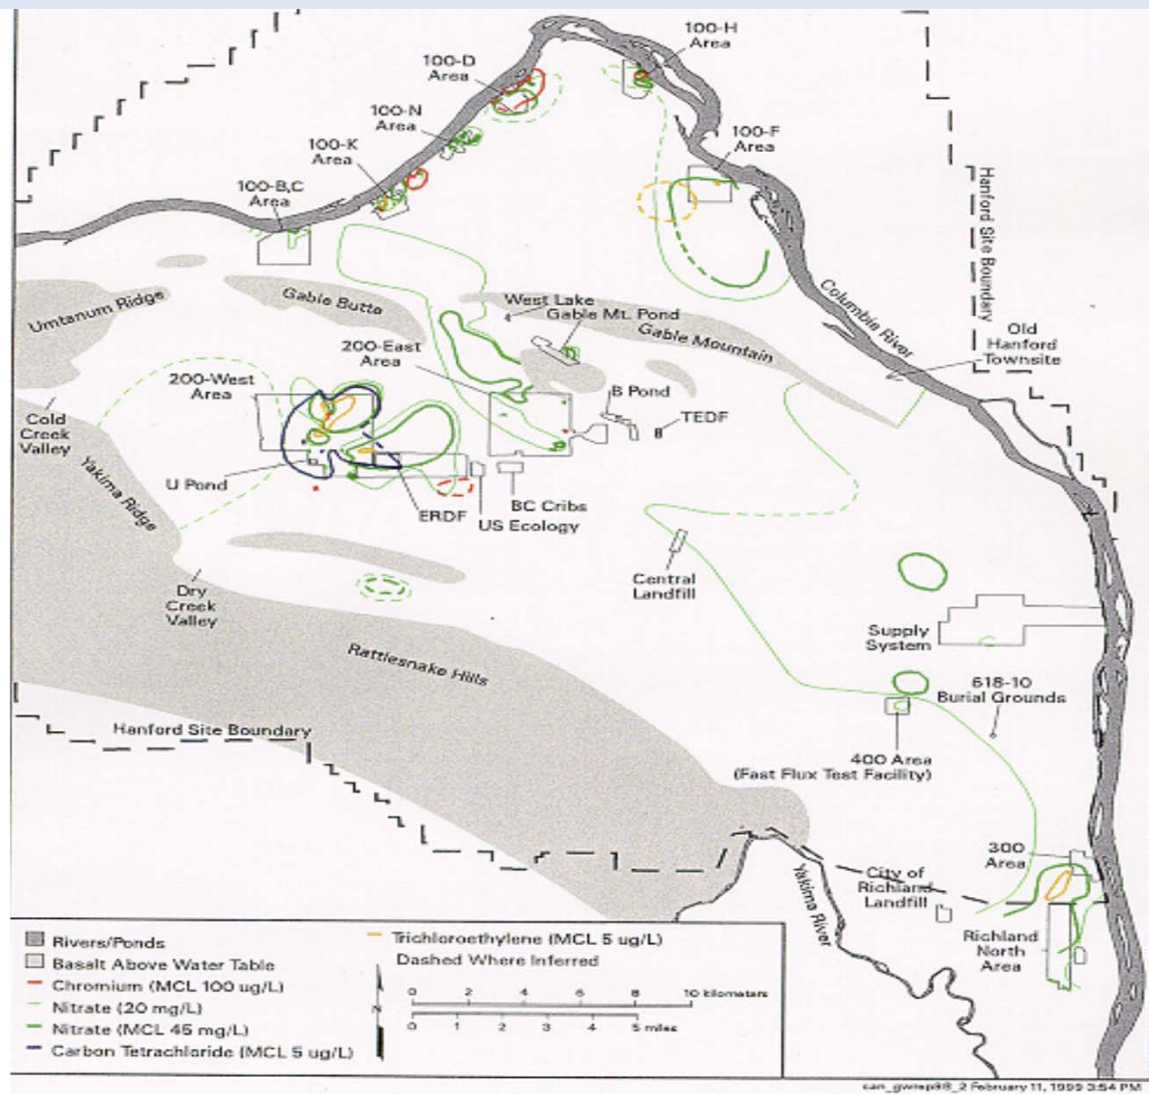 100-H
Area
100-D
Area
100-N
Area
100-F
Area
100-K
Area
100-B,C
Area
Hanford Site Boundary
Umtanum Ridge
Gable Butte
West Lake
Gable Mt. Pond
Gable Mountain
Columbia River
Old
Hanford
Townsite
200-East
Area
200-West
Area
B Pond
TEDF
Cold
Creek
Valley
Yakima Ridge
U Pond
ERDF
BC Cribs
US Ecology
Central
Landfill
Dry
Creek
Valley
Rattlesnake Hills
Supply
System
618-10
Burial Grounds
Hanford Site Boundary
400 Area
(Fast Flux Test Facility)
300
Area
City of
Richland
Landfill
Yakima River
Richland
North
Area
Rivers/Ponds
Basalt Above Water Table
Chromium (MCL 100 ug/L)
Nitrate (20 mg/L)
Nitrate (MCL 45 mg/L)
Carbon Tetrachloride (MCL 5 ug/L)
Trichloroethylene (MCL 5 ug/L)
Dashed Where Inferred
N
0 2 4 6 8 10 kilometers
0 1 2 3 4 5 miles
can_gwrep98_2 February 11, 1999 3:54 PM